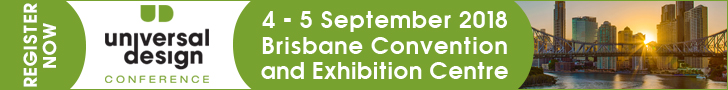 REGISTER
NOW
universal
design
CONFERENCE
4 - 5 September 2018
Brisbane Convention
and Exhibition Centre